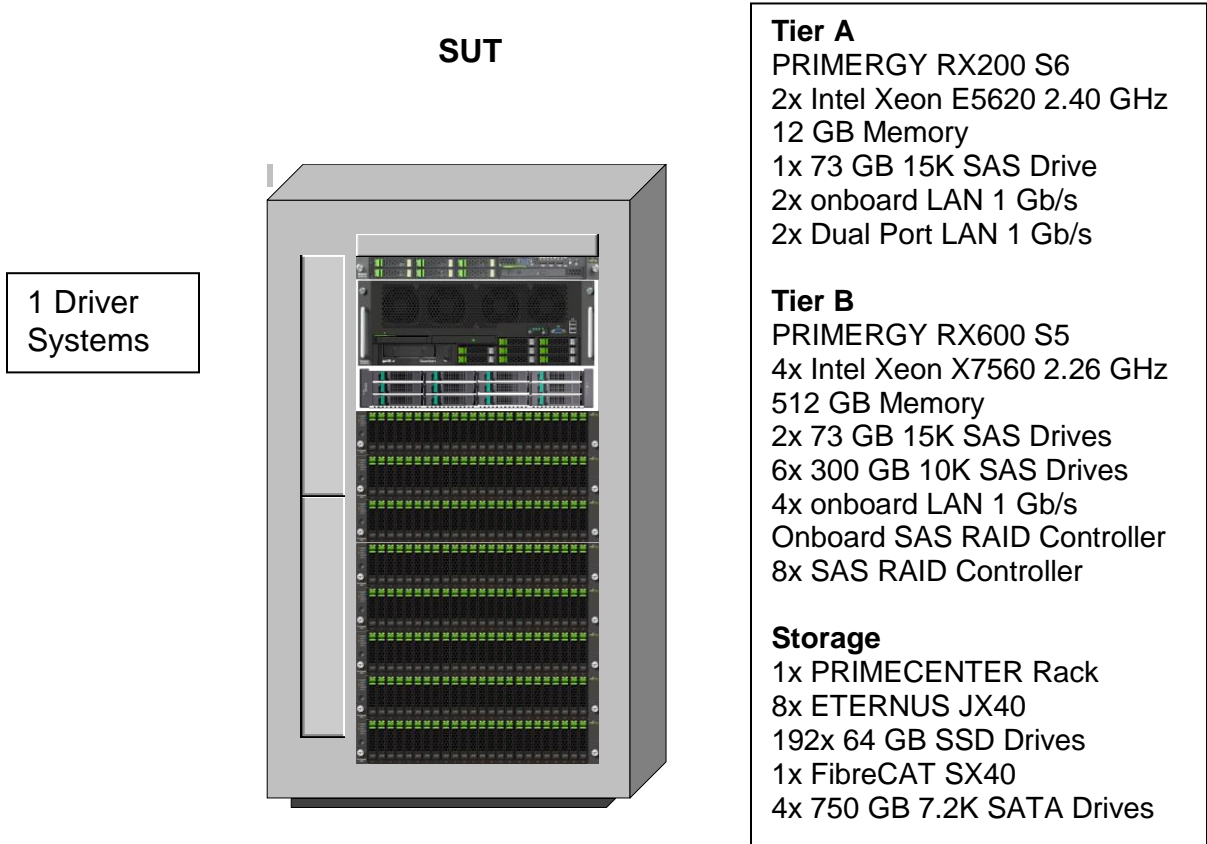 SUT
1 Driver
Systems
Tier A
PRIMERGY RX200 S6
2x Intel Xeon E5620 2.40 GHz
12 GB Memory
1x 73 GB 15K SAS Drive
2x onboard LAN 1 Gb/s
2x Dual Port LAN 1 Gb/s
Tier B
PRIMERGY RX600 S5
4x Intel Xeon X7560 2.26 GHz
512 GB Memory
2x 73 GB 15K SAS Drives
6x 300 GB 10K SAS Drives
4x onboard LAN 1 Gb/s
Onboard SAS RAID Controller
8x SAS RAID Controller
Storage
1x PRIMECENTER Rack
8x ETERNUS JX40
192x 64 GB SSD Drives
1x FibreCAT SX40
4x 750 GB 7.2K SATA Drives